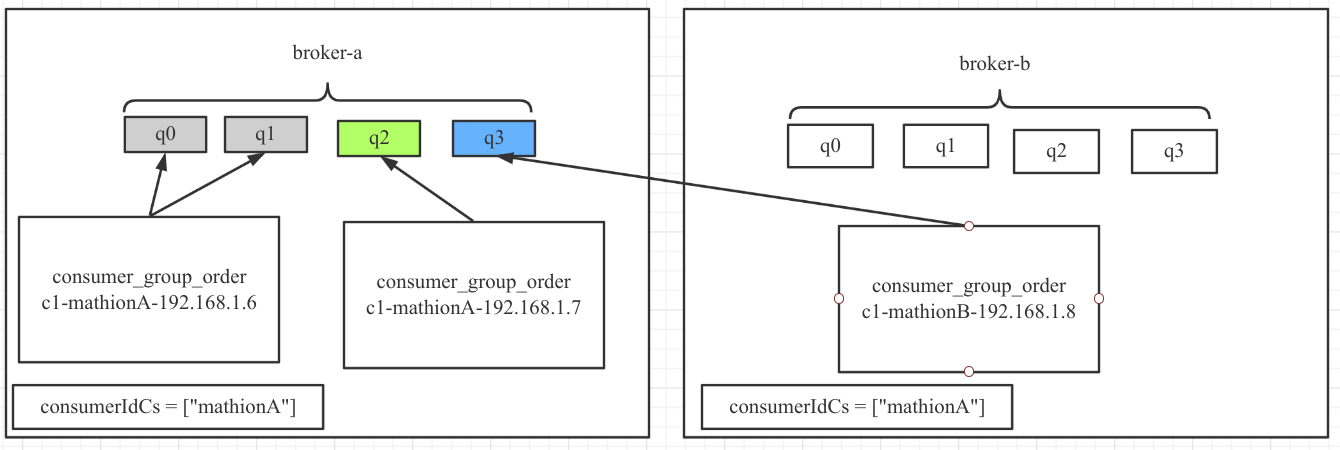 broker-a
q0
q1
q2
q3
consumer_group_order
c1-mathionA-192.168.1.6
consumer_group_order
c1-mathionA-192.168.1.7
consumerIdCs = ["mathionA"]
broker-b
q0
q1
q2
q3
consumer_group_order
c1-mathionB-192.168.1.8
consumerIdCs = ["mathionA"]